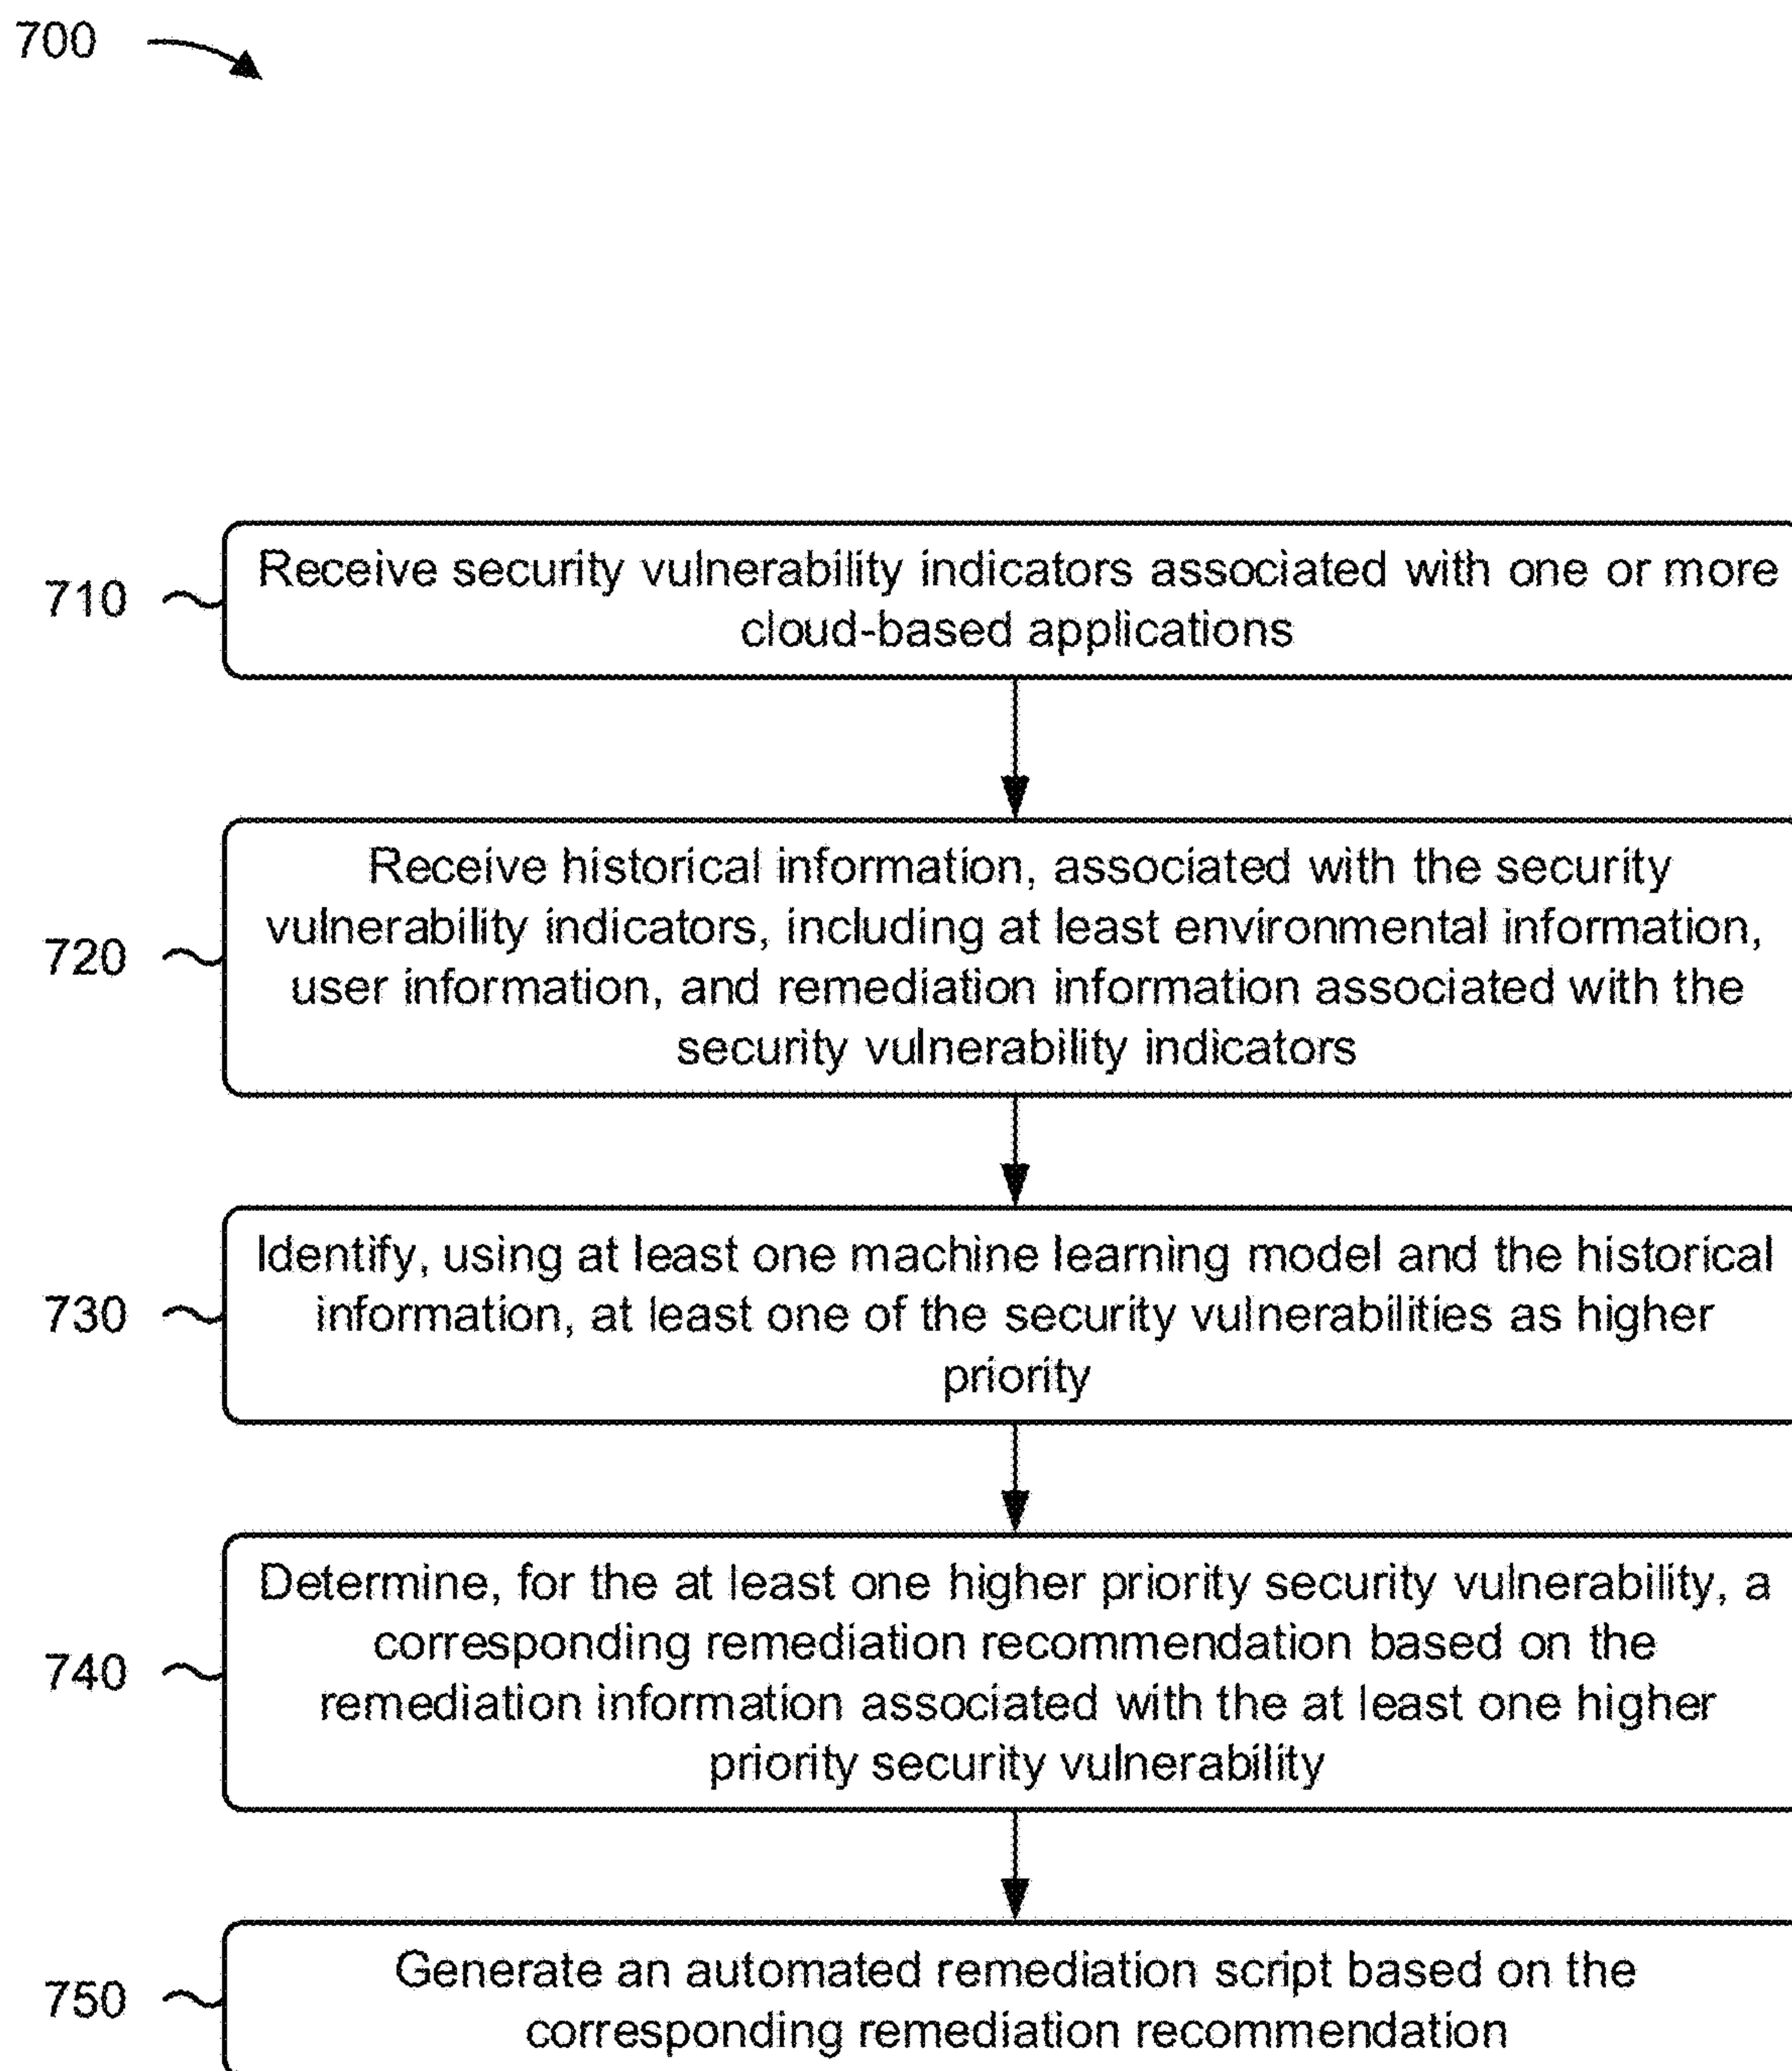 700
710
Receive security vulnerability indicators associated with one or more
cloud-based applications
720
Receive historical information, associated with the security
vulnerability indicators, including at least environmental information,
user information, and remediation information associated with the
security vulnerability indicators
730
Identify, using at least one machine learning model and the historical
information, at least one of the security vulnerabilities as higher
priority
740
Determine, for the at least one higher priority security vulnerability, a
corresponding remediation recommendation based on the
remediation information associated with the at least one higher
priority security vulnerability
750
Generate an automated remediation script based on the
corresponding remediation recommendation